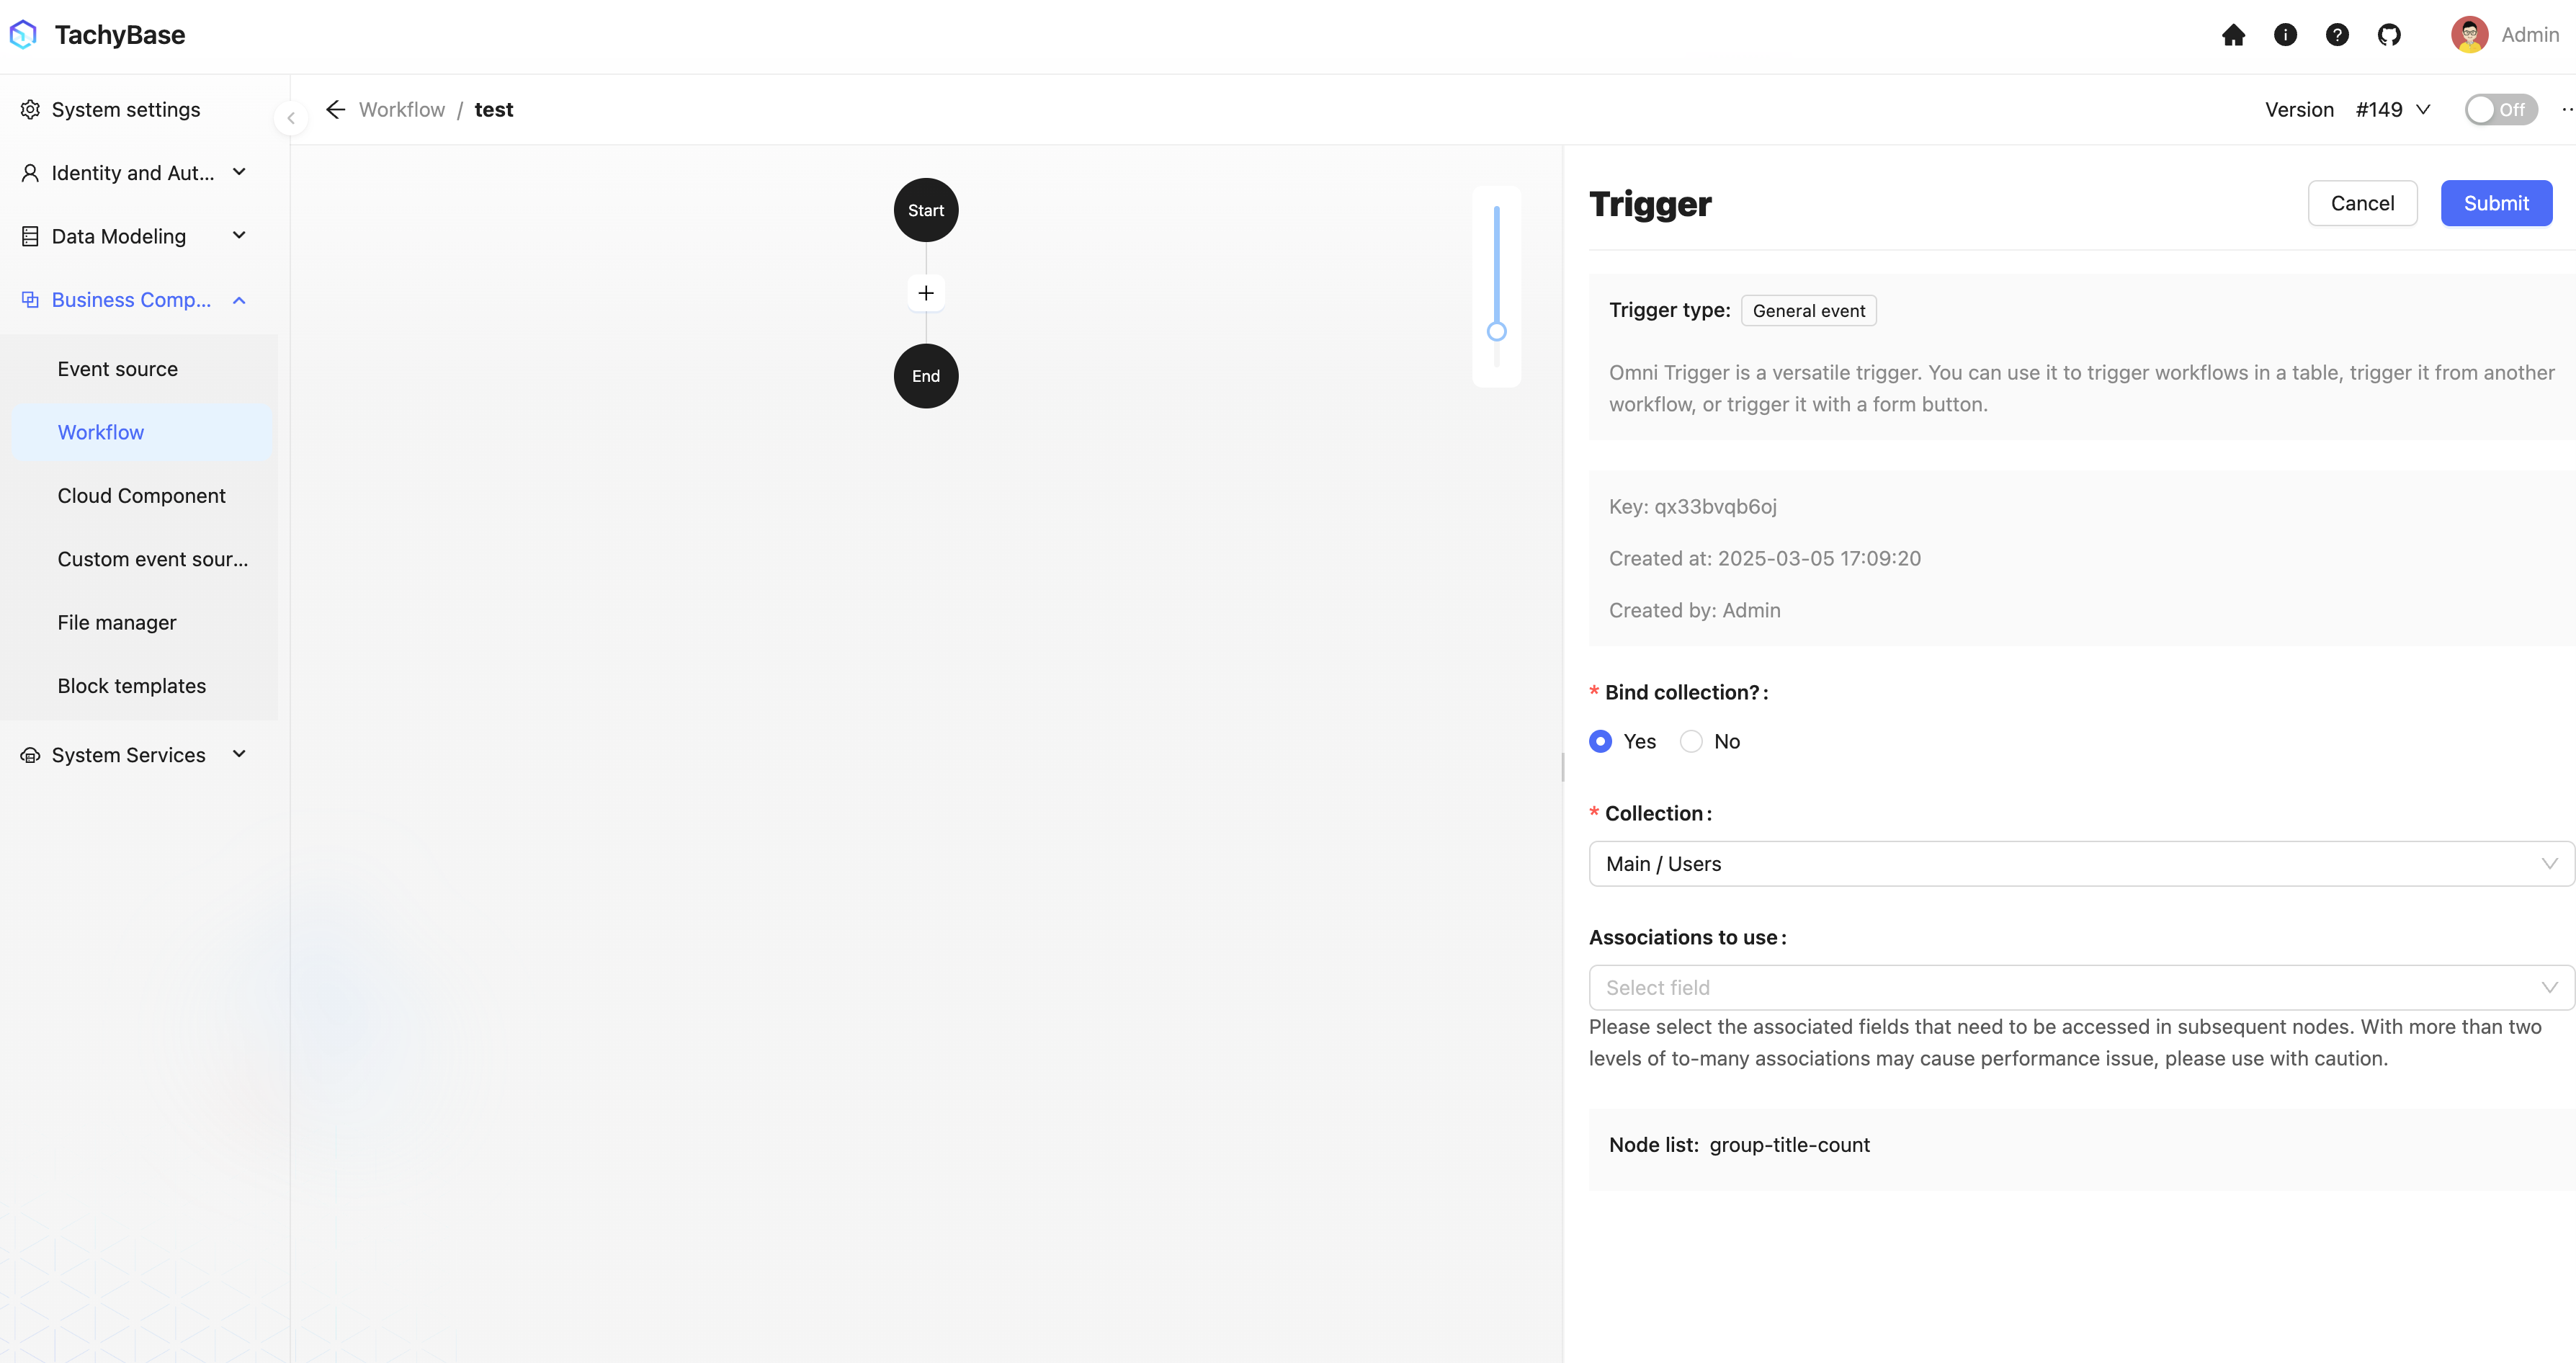 TachyBase
Admin
System settings
Identity and Aut...
Data Modeling
Business Comp...
Event source
Workflow
Cloud Component
Custom event sour...
File manager
Block templates
System Services
Workflow / test
Version #149 Off
Start
End
Trigger
Cancel
Submit
Trigger type: General event
Omni Trigger is a versatile trigger. You can use it to trigger workflows in a table, trigger it from another
workflow, or trigger it with a form button.
Key: qx33bvqb6oj
Created at: 2025-03-05 17:09:20
Created by: Admin
* Bind collection? :
Yes No
* Collection :
Main / Users
Associations to use :
Select field
Please select the associated fields that need to be accessed in subsequent nodes. With more than two
levels of to-many associations may cause performance issue, please use with caution.
Node list: group-title-count